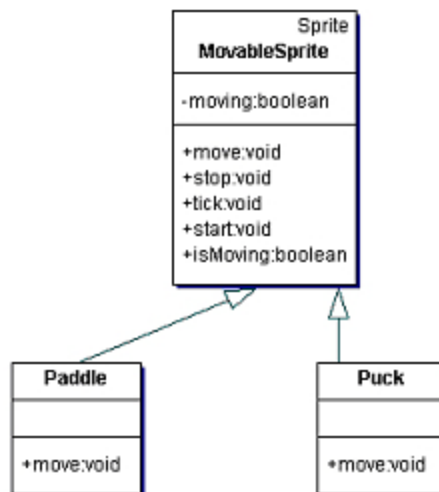 Sprite
MovableSprite
-moving:boolean
+move:void
+stop:void
+tick:void
+start:void
+isMoving:boolean
Paddle
+move:void
Puck
+move:void